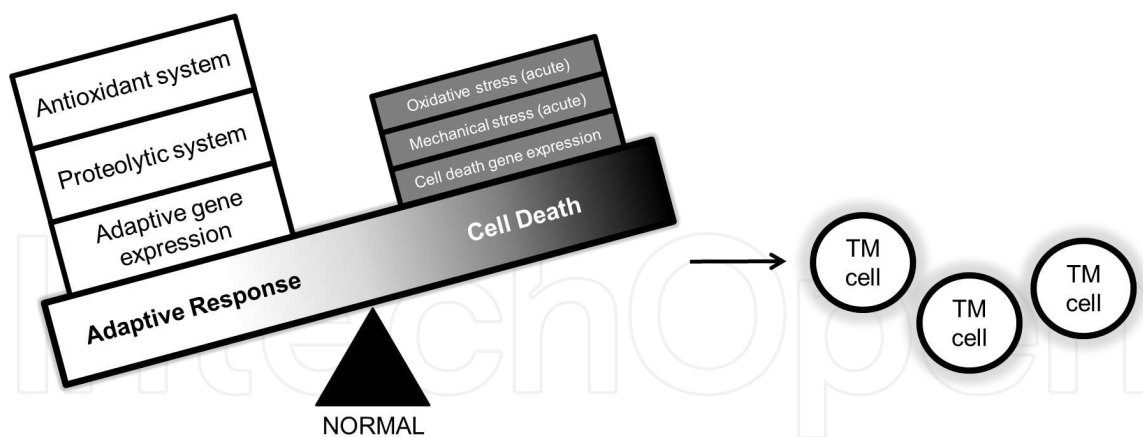 Antioxidant system
Proteolytic system
Adaptive gene
expression
Adaptive Response
Oxidative stress (acute)
Mechanical stress (acute)
Cell death gene expression
Cell Death
NORMAL
TM
cell
TM
cell
TM
cell
IntechOpen